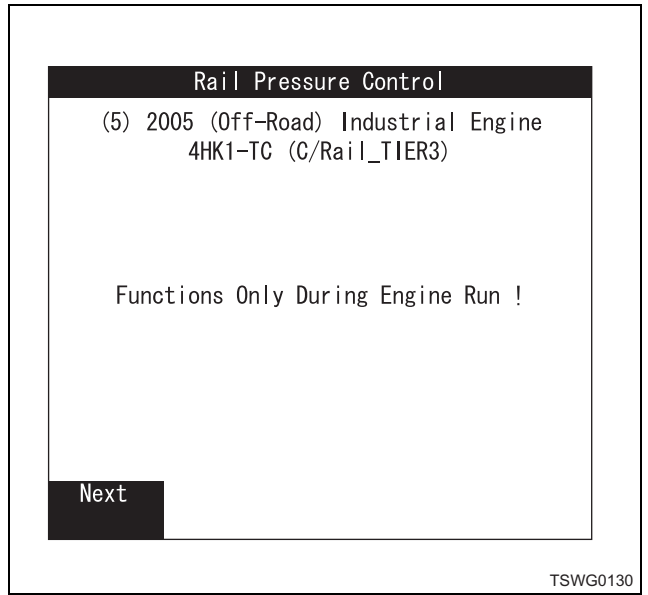 Rail Pressure Control
(5) 2005 (Off-Road) Industrial Engine
4HK1-TC (C/Rail_TIER3)
Functions Only During Engine Run !
Next
TSWG0130